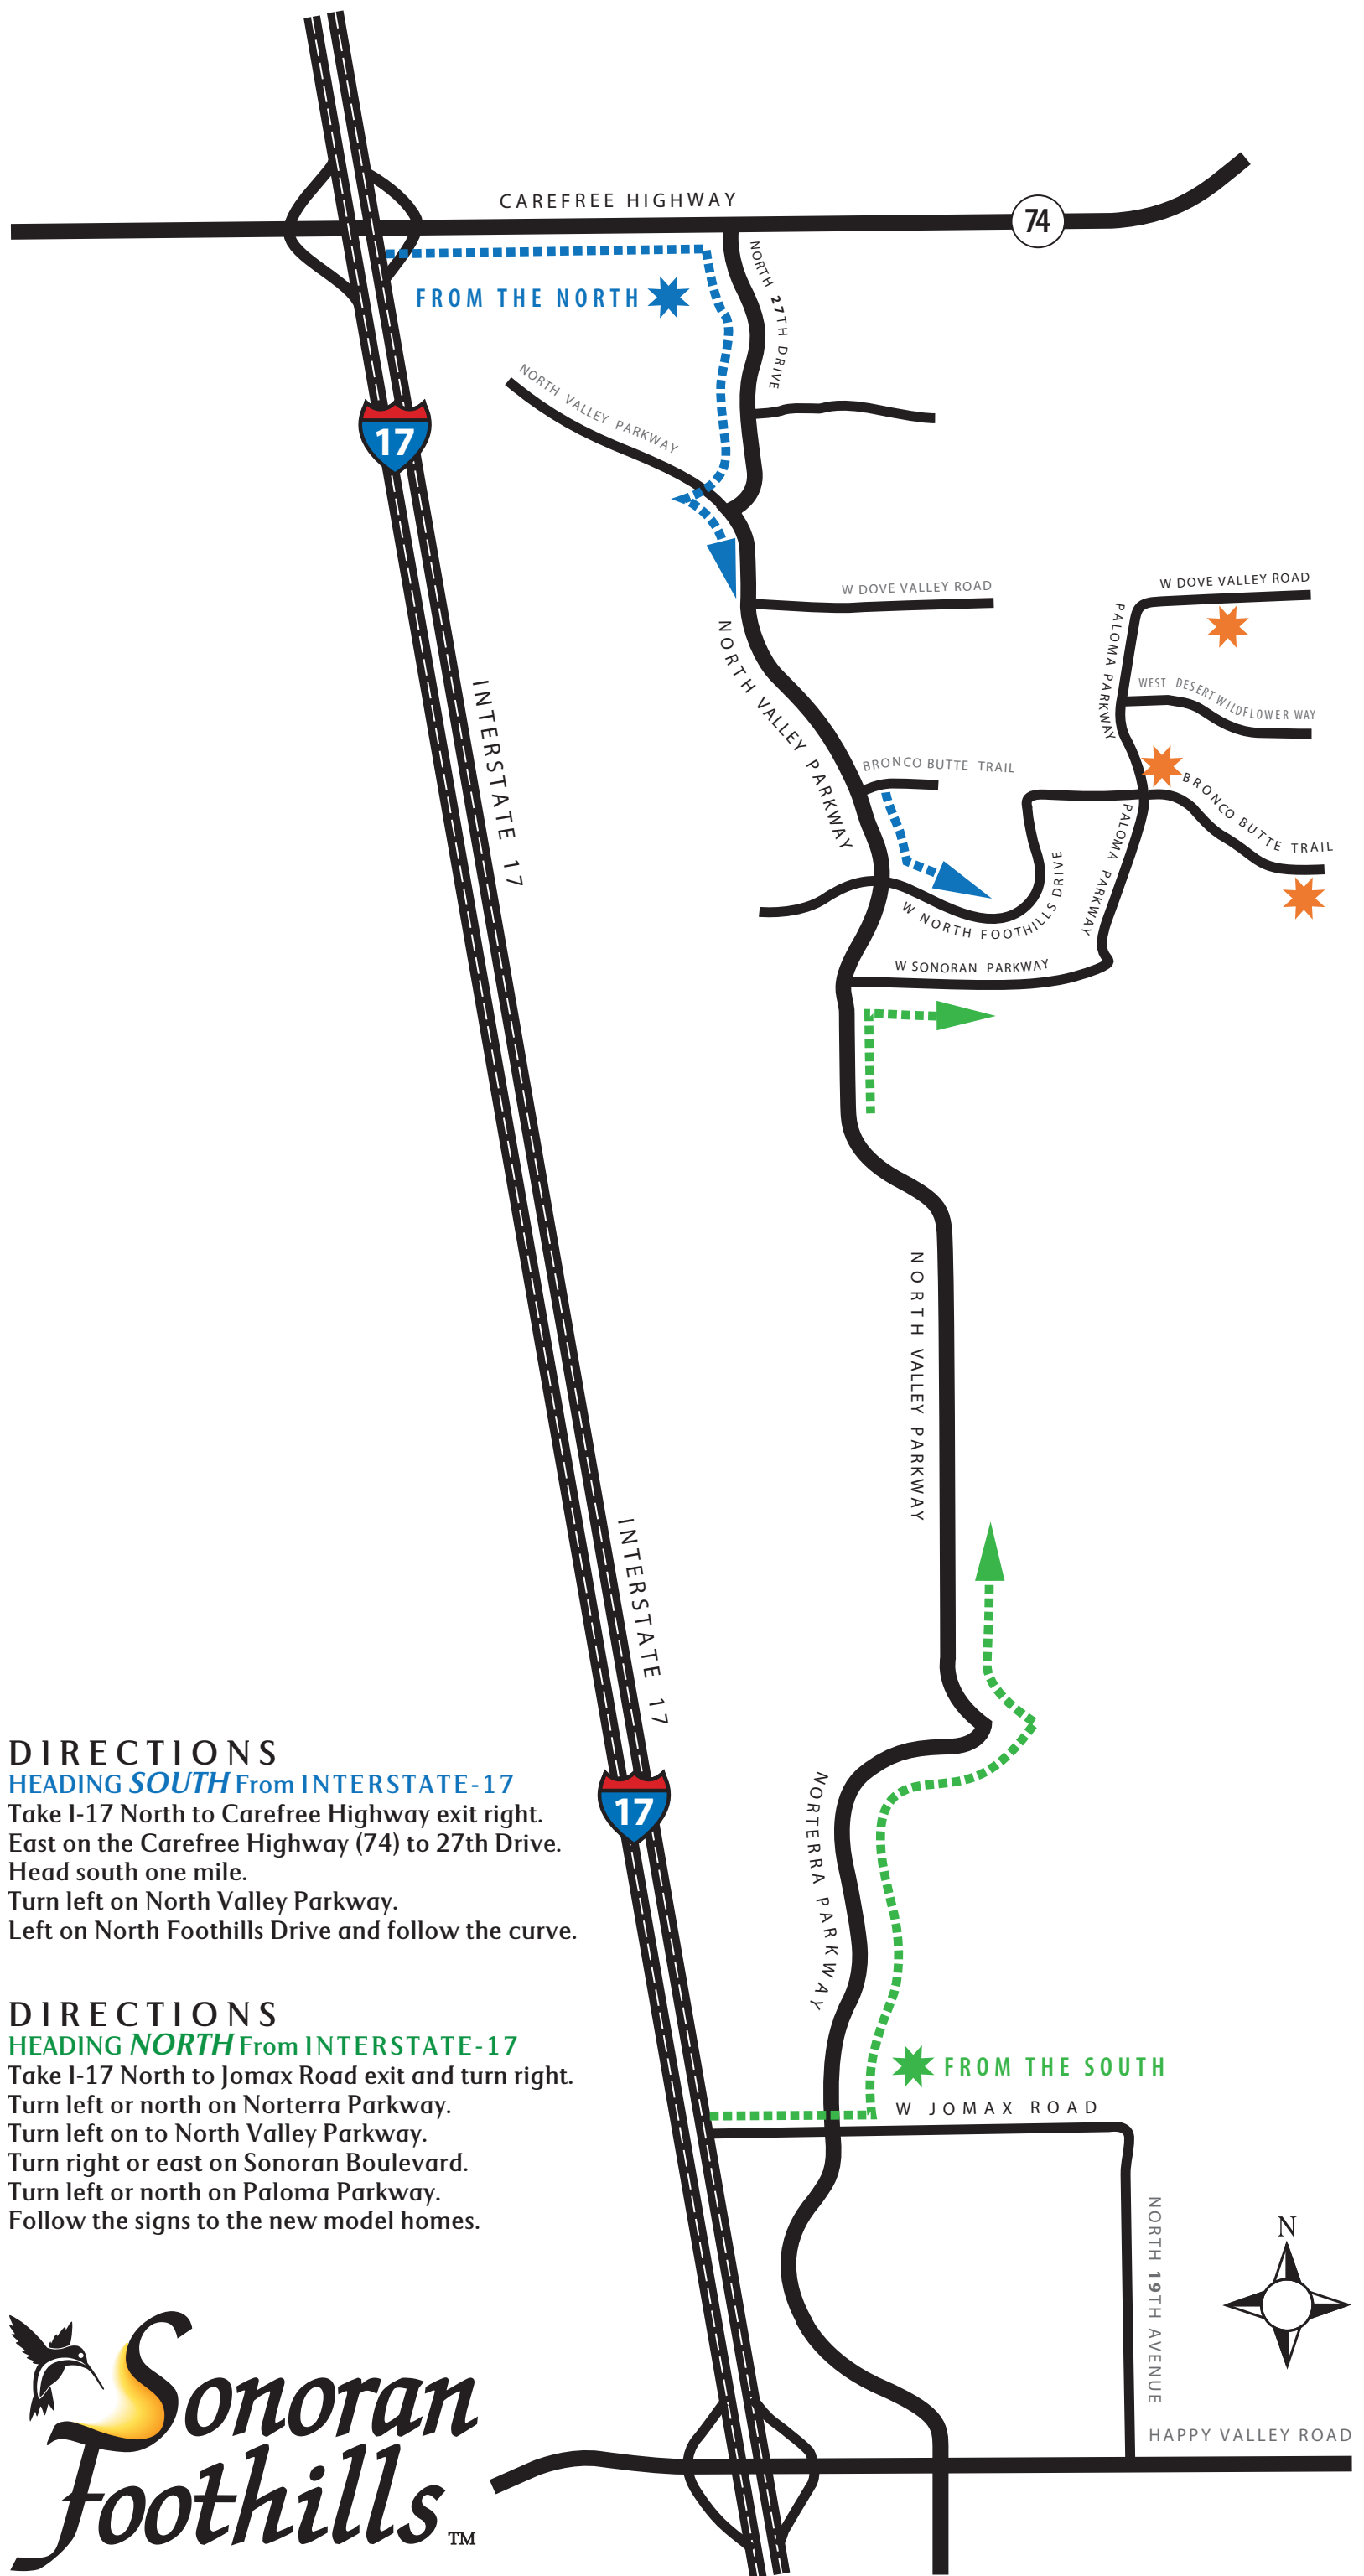 CAREFREE HIGHWAY
74
NORTH 27TH DRIVE
FROM THE NORTH
NORTH VALLEY PARKWAY
17
W DOVE VALLEY ROAD
W DOVE VALLEY ROAD
PALOMA PARKWAY
NORTH VALLEY PARKWAY
WEST DESERT WILDFLOWER WAY
INTERSTATE 17
BRONCO BUTTE TRAIL
BRONCO BUTTE TRAIL
PALOMA PARKWAY
W NORTH FOOTHILLS DRIVE
W SONORAN PARKWAY
NORTH VALLEY PARKWAY
INTERSTATE 17
DIRECTIONS
HEADING SOUTH From INTERSTATE-17
Take I-17 North to Carefree Highway exit right.
East on the Carefree Highway (74) to 27th Drive.
Head south one mile.
Turn left on North Valley Parkway.
Left on North Foothills Drive and follow the curve.
17
NORTERRA PARKWAY
DIRECTIONS
HEADING NORTH From INTERSTATE-17
Take I-17 North to Jomax Road exit and turn right.
Turn left or north on Norterra Parkway.
Turn left on to North Valley Parkway.
Turn right or east on Sonoran Boulevard.
Turn left or north on Paloma Parkway.
Follow the signs to the new model homes.
FROM THE SOUTH
W JOMAX ROAD
NORTH 19TH AVENUE
N
HAPPY VALLEY ROAD
Sonoran
Foothills TM